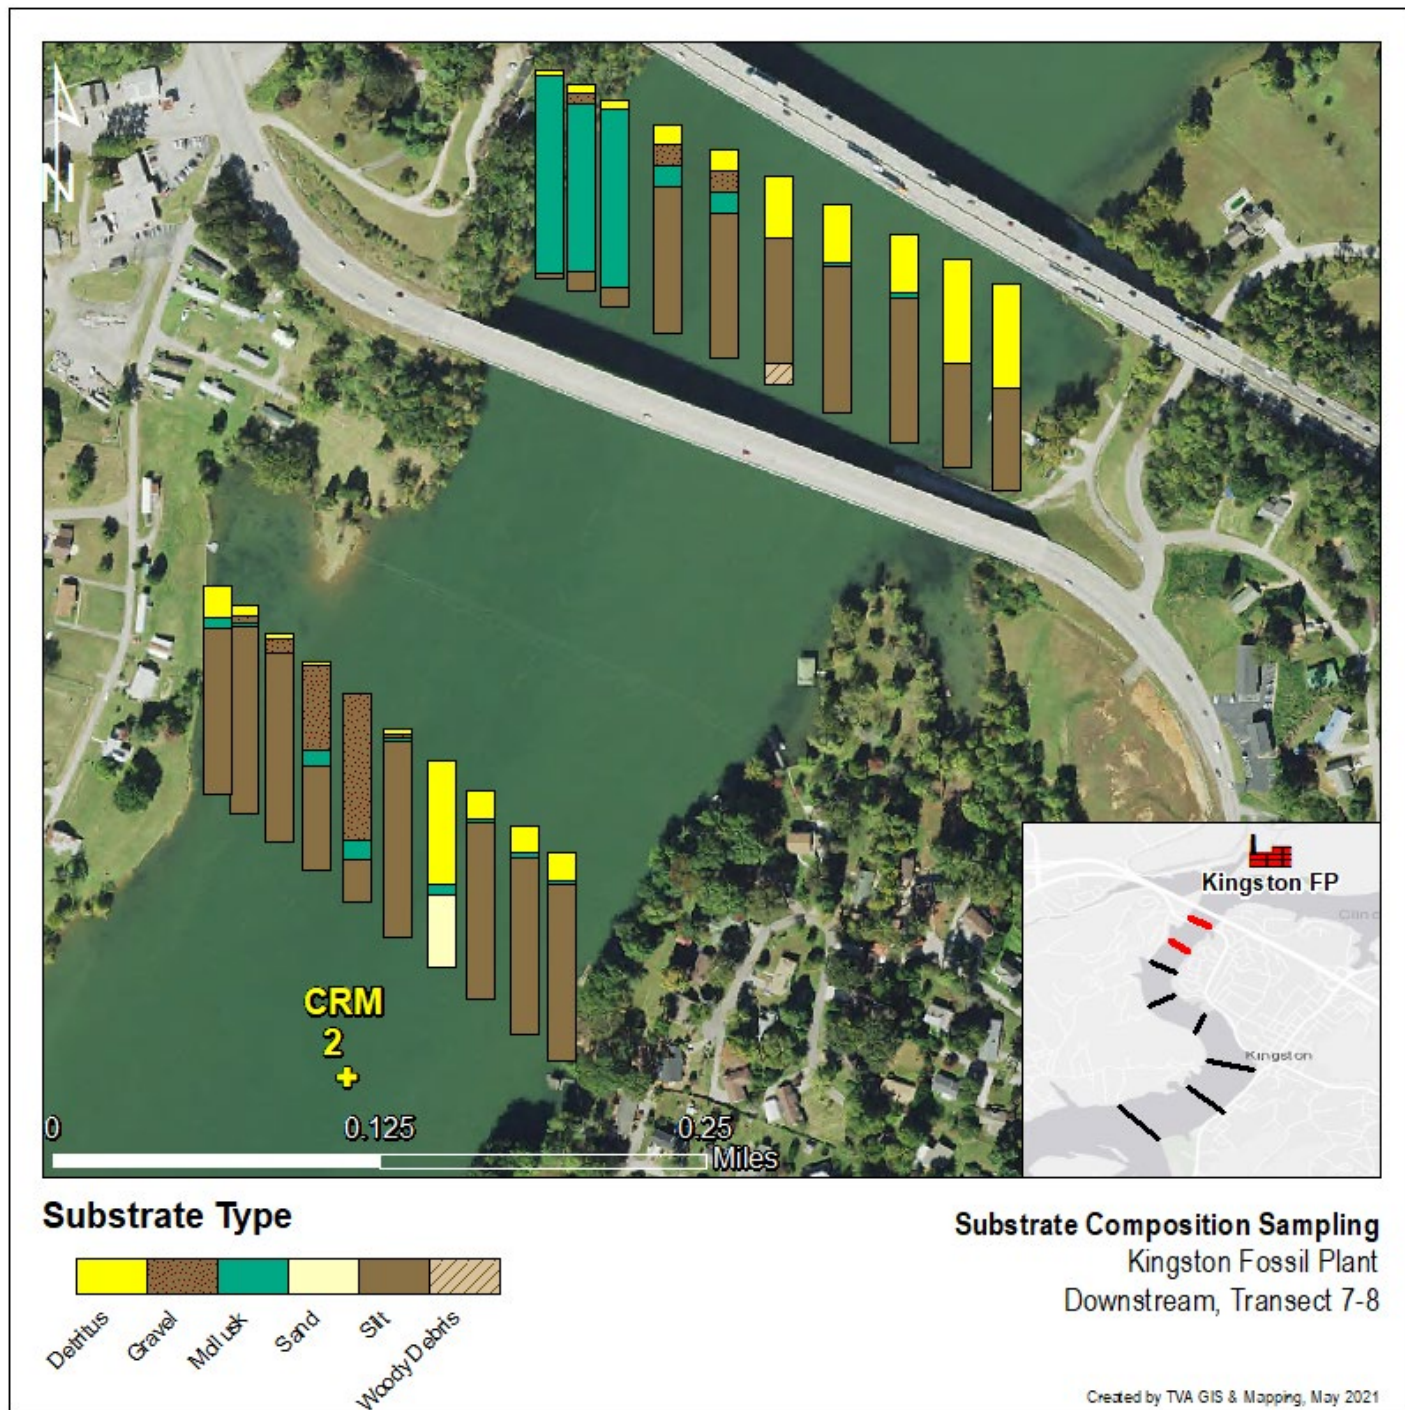 N
CRM
2
0
0.125
0.25
Miles
Kingston FP
Clinc
Kingston
Substrate Type
Detritus
Gravel
Mollusk
Sand
Silt
Woody Debris
Substrate Composition Sampling
Kingston Fossil Plant
Downstream, Transect 7-8
Created by TVA GIS & Mapping, May 2021